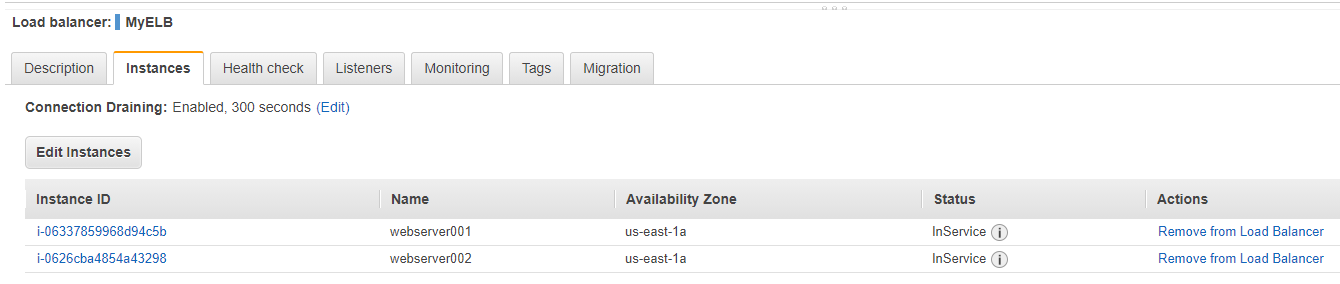 Load balancer: MyELB
Description Instances Health check Listeners Monitoring Tags Migration
Connection Draining: Enabled, 300 seconds (Edit)
Edit Instances
Instance ID Name Availability Zone Status Actions
i-06337859968d94c5b webserver001 us-east-1a InService Remove from Load Balancer
i-0626cba4854a43298 webserver002 us-east-1a InService Remove from Load Balancer